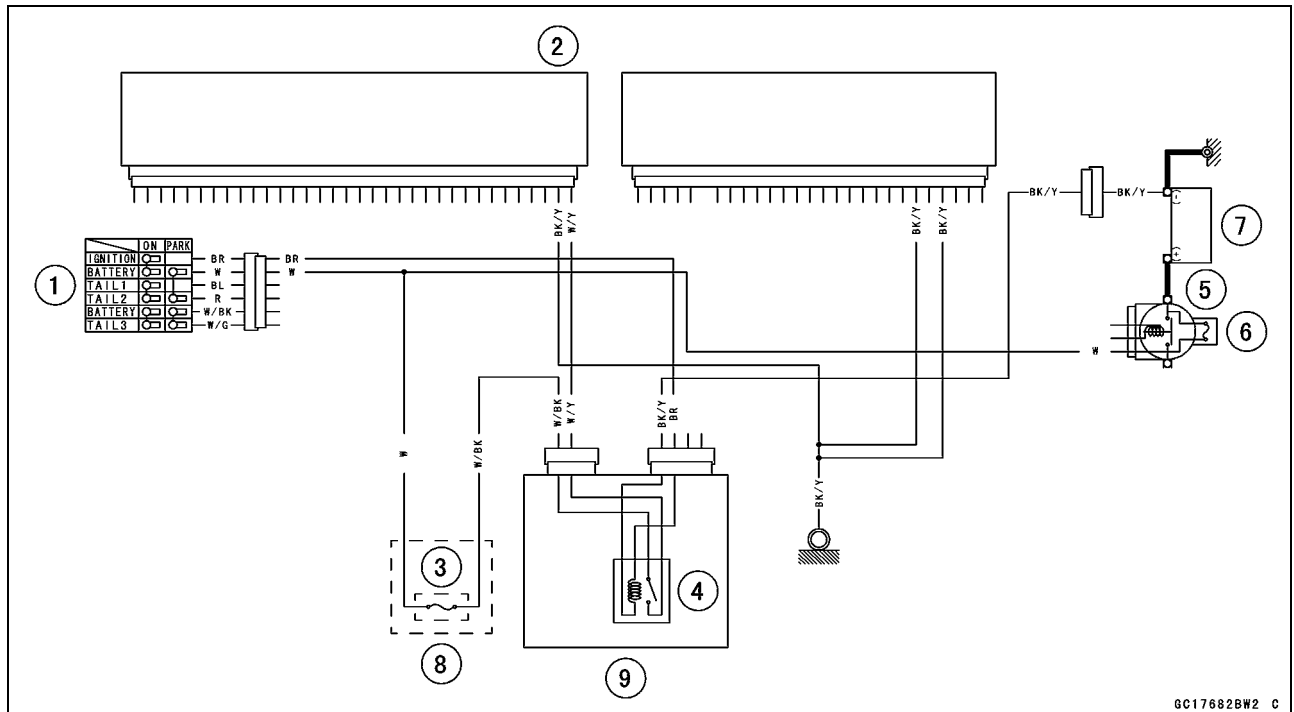 2
BK/Y
W/Y
BK/Y
BK/Y
BK/Y
BK/Y
(-)
7
(+)
1
ON PARK
IGNITION
BATTERY
TAIL1
TAIL2
BATTERY
TAIL3
BR
W
BL
R
W/BK
W/G
BR
W
5
6
W
W/BK
W/Y
BK/Y
BR
W
W/BK
BK/Y
3
4
8
9
GC17682BW2 C